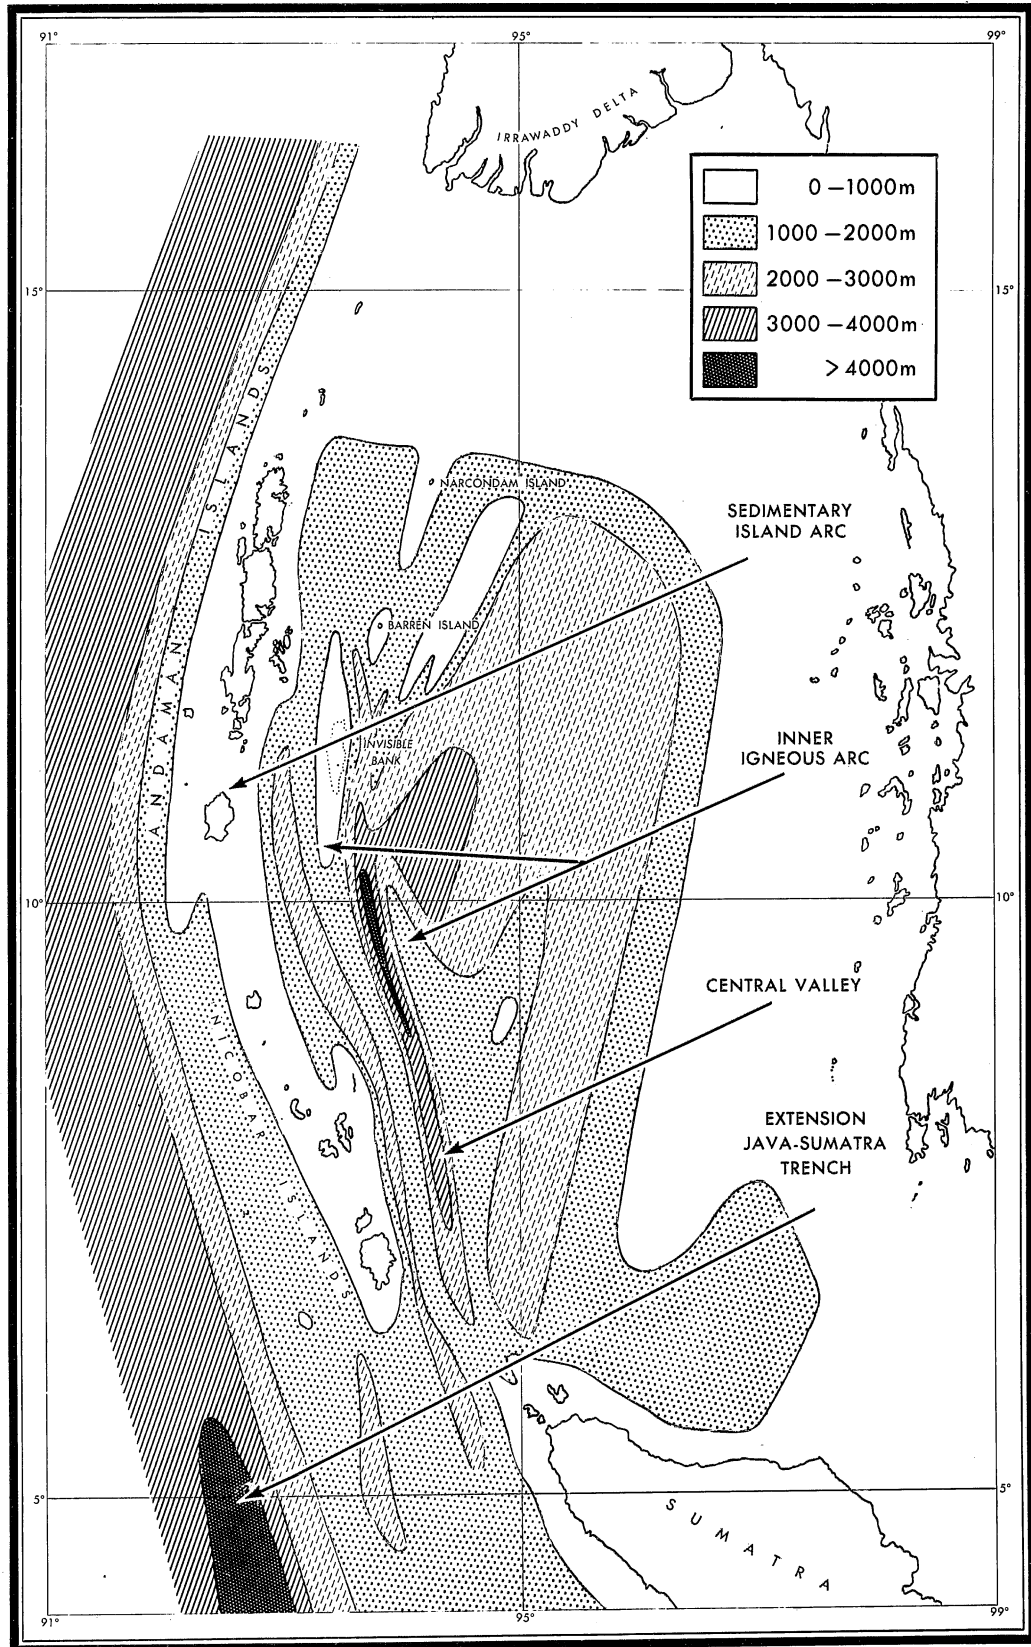 91°
95°
99°
IRRAWADDY DELTA
0 – 1000m
1000 – 2000m
2000 – 3000m
3000 – 4000m
> 4000m
15°
15°
ANDAMAN ISLANDS
NARCONDAM ISLAND
SEDIMENTARY
ISLAND ARC
BARREN ISLAND
INVISIBLE
BANK
INNER
IGNEOUS ARC
10°
10°
CENTRAL VALLEY
NICOBAR ISLANDS
EXTENSION
JAVA-SUMATRA
TRENCH
5°
5°
SUMATRA
91°
95°
99°